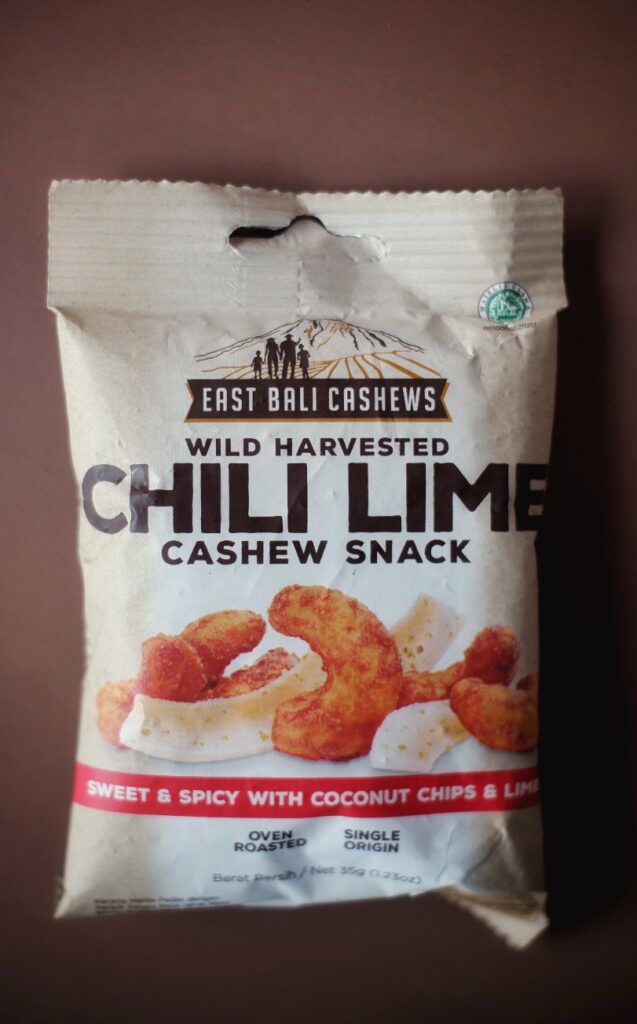 EAST BALI CASHEWS
WILD HARVESTED
CHILI LIME
CASHEW SNACK
SWEET & SPICY WITH COCONUT CHIPS & LIME
OVEN ROASTED
SINGLE ORIGIN
Berat Bersih / Net 35g (1.23oz)